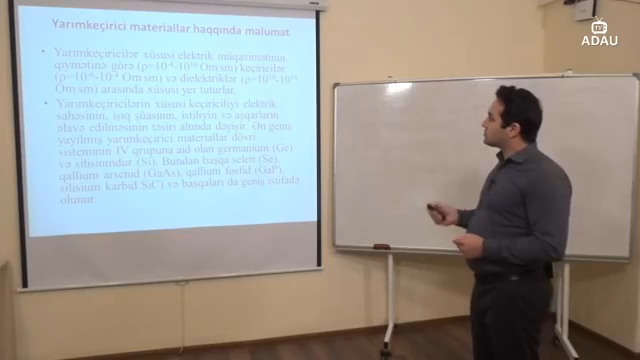 Yarımkeçirici materiallar haqqında məlumat
• Yarımkeçiricilər xüsusi elektrik müqavimətinin
qiymətinə görə (ρ=10⁻⁴-10¹⁰ Om sm) keçiricilər
(ρ=10⁻⁶-10⁻⁴ Om sm) və dielektriklər (ρ=10¹⁰-10¹⁵
Om sm) arasında xüsusi yer tuturlar.
• Yarımkeçiricilərin xüsusi keçiriciliyi elektrik
sahəsinin, işıq şüasının, istiliyin və aşqarların
əlavə edilməsinin təsiri altında dəyişir. Ən geniş
yayılmış yarımkeçirici materiallar dövri
sisteminin IV qrupuna aid olan germanium (Ge)
və silisiumdur (Si). Bundan başqa selen (Se),
qallium arsenid (GaAs), qallium fosfid (GaP),
silisium karbid SiC) və başqaları da geniş istifadə
olunur.
TV
ADAU